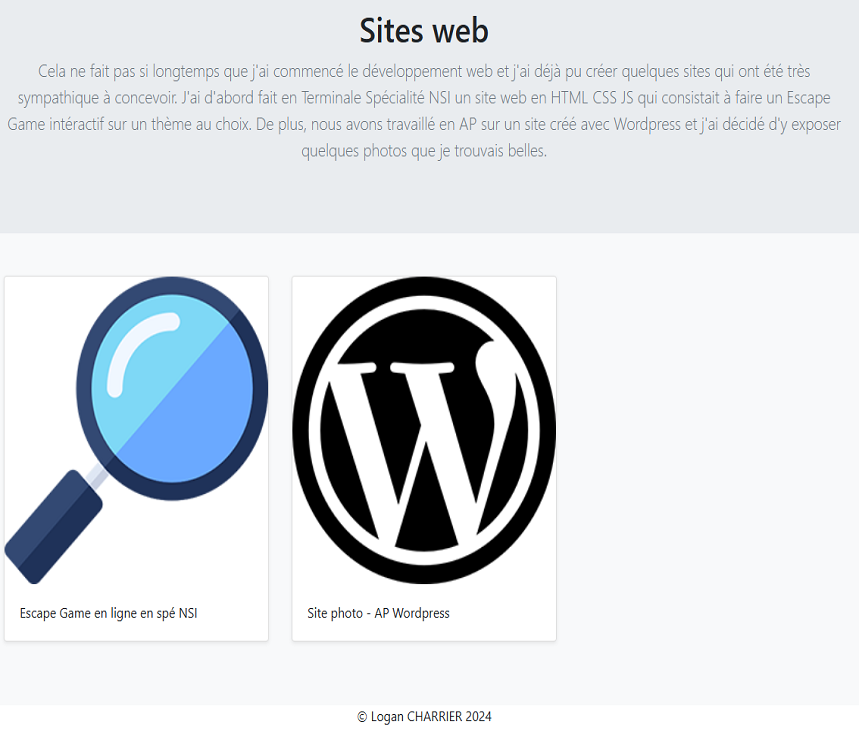 Sites web
Cela ne fait pas si longtemps que j'ai commencé le développement web et j'ai déjà pu créer quelques sites qui ont été très
sympathique à concevoir. J'ai d'abord fait en Terminale Spécialité NSI un site web en HTML CSS JS qui consistait à faire un Escape
Game intéractif sur un thème au choix. De plus, nous avons travaillé en AP sur un site créé avec Wordpress et j'ai décidé d'y exposer
quelques photos que je trouvais belles.
Escape Game en ligne en spé NSI
Site photo - AP Wordpress
© Logan CHARRIER 2024